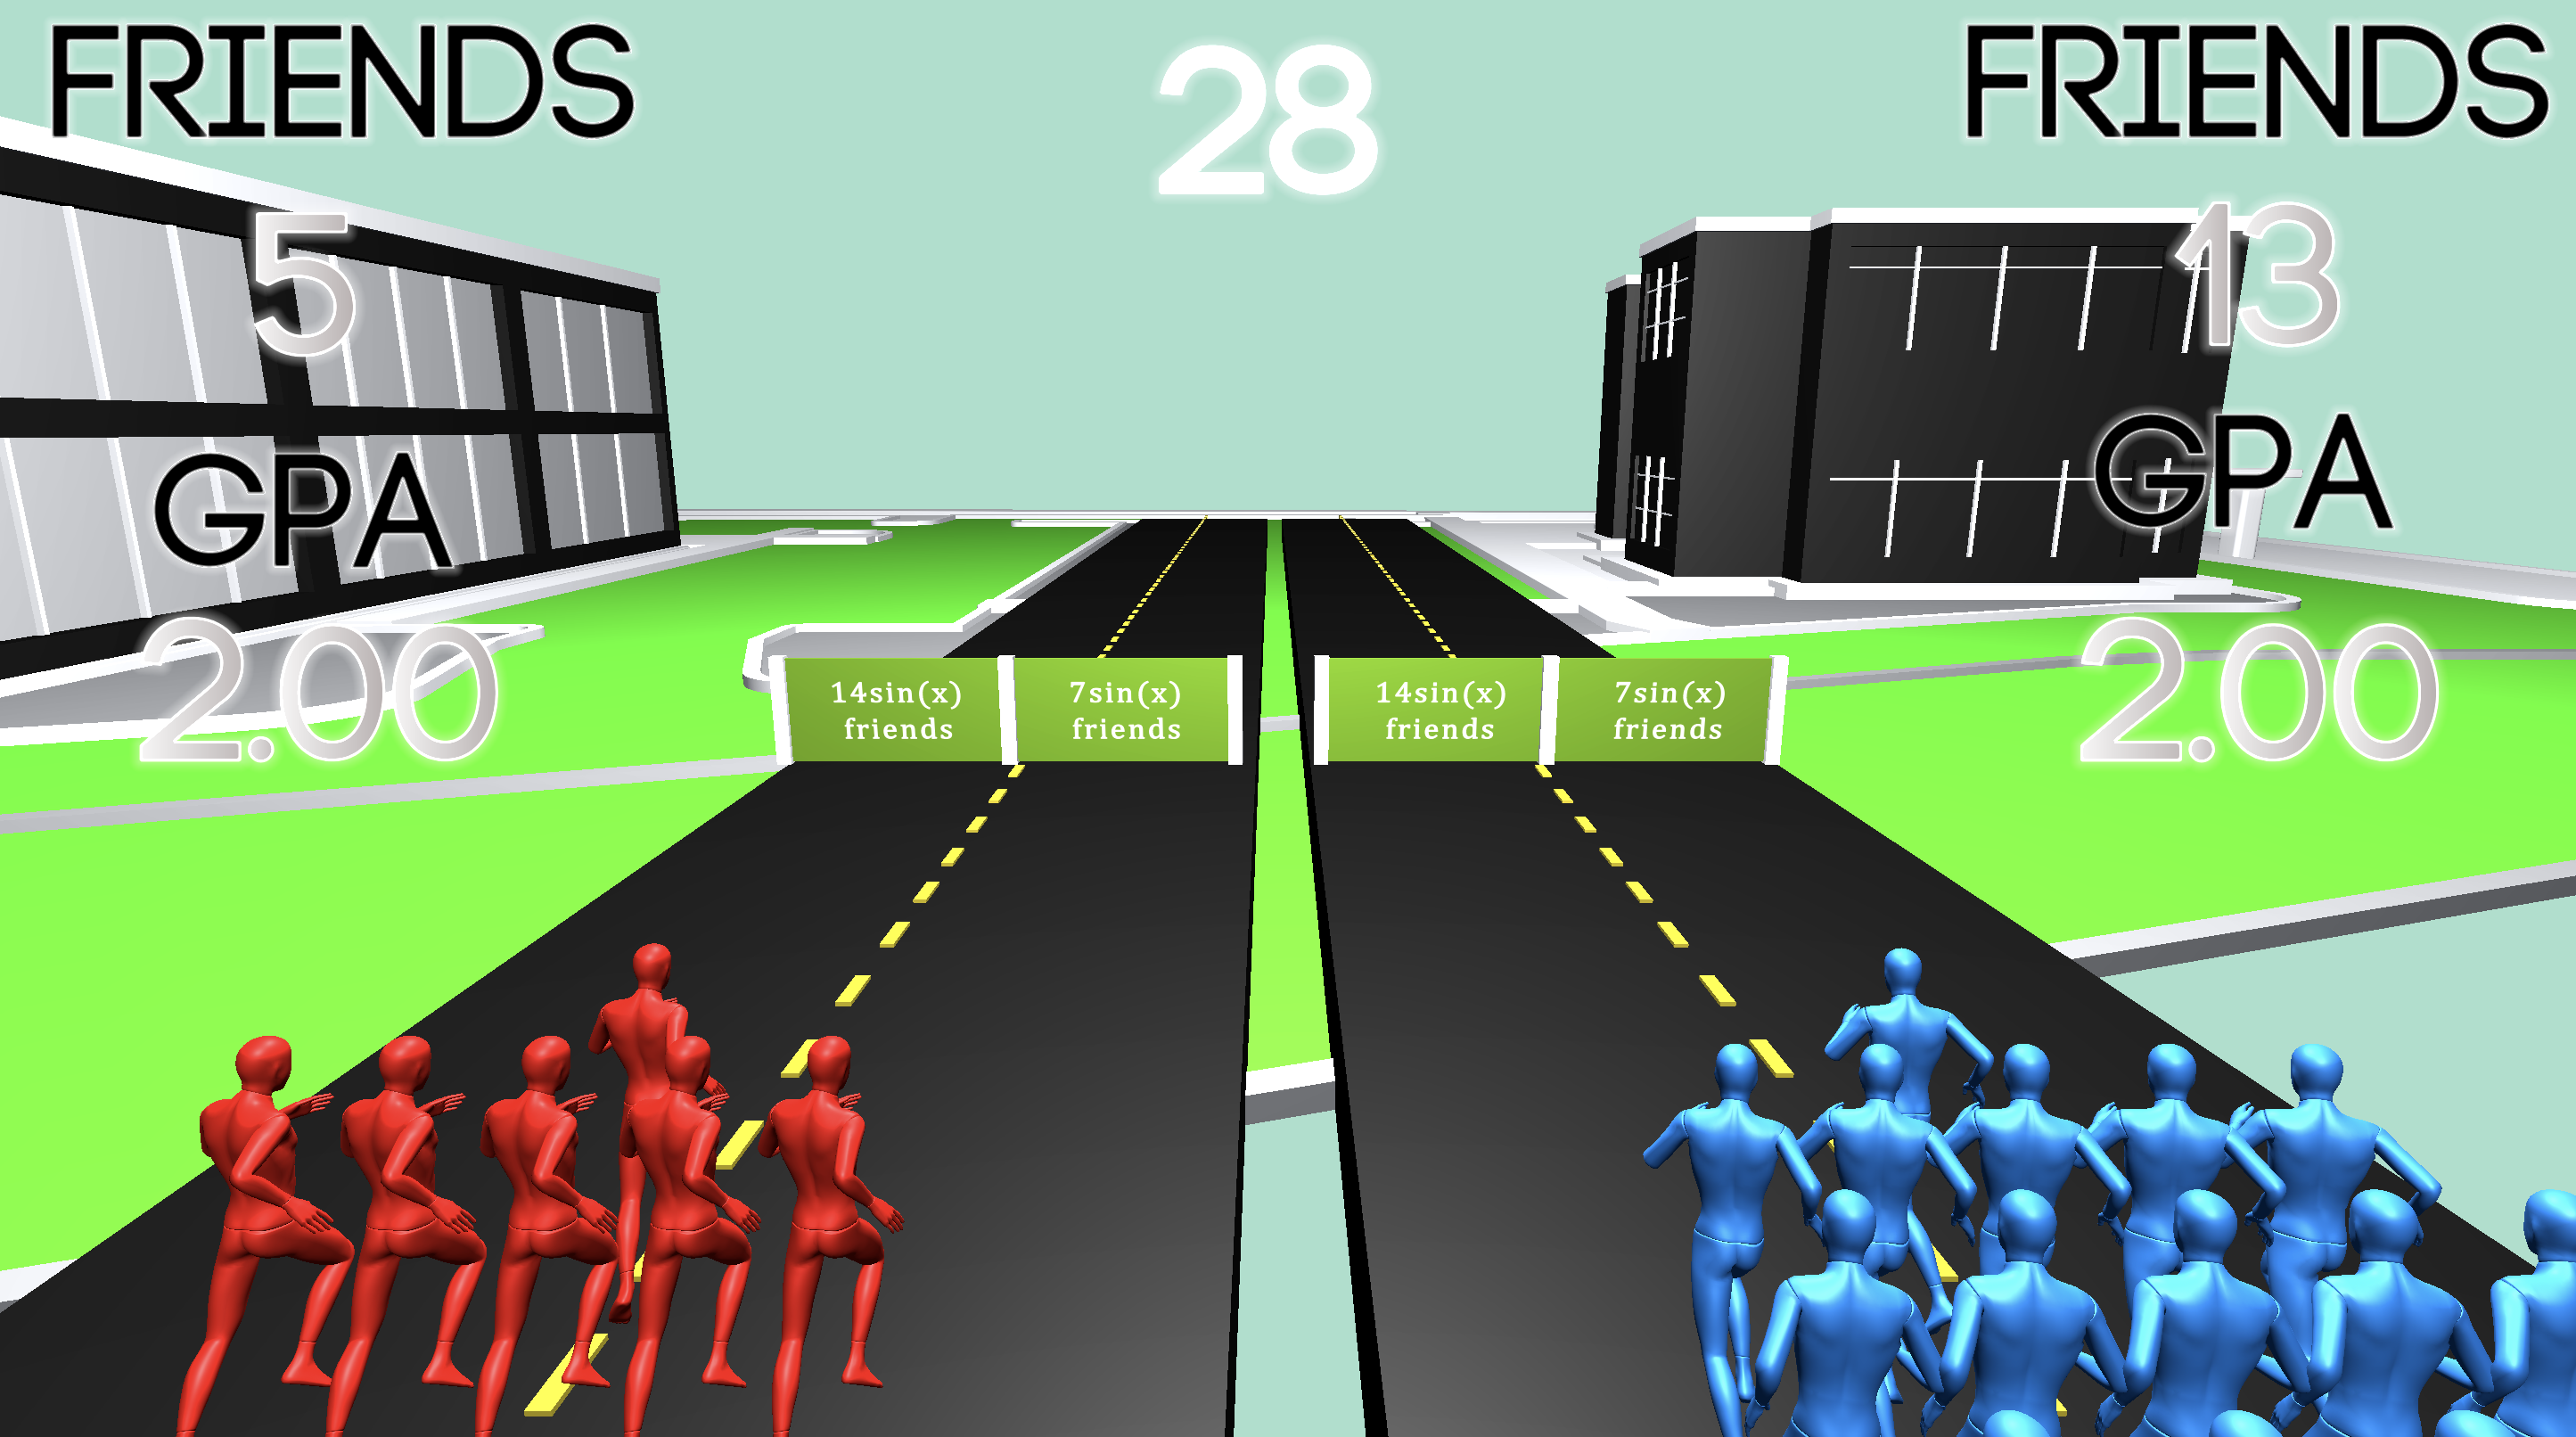 FRIENDS
5
GPA
2.00
28
FRIENDS
13
GPA
2.00
14sin(x)
friends
7sin(x)
friends
14sin(x)
friends
7sin(x)
friends